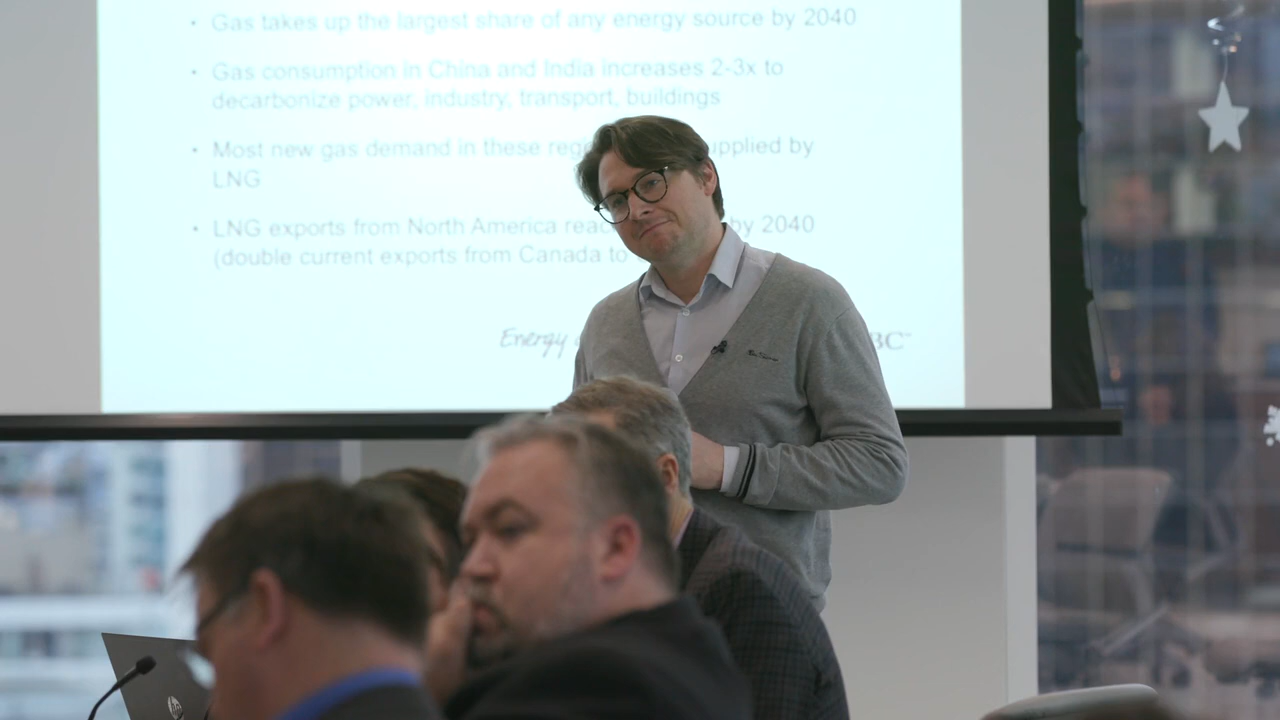 • Gas takes up the largest share of any energy source by 2040
• Gas consumption in China and India increases 2-3x to
decarbonize power, industry, transport, buildings
• Most new gas demand in these supplied by
LNG
• LNG exports from North America by 2040
(double current exports from Canada to
Energy